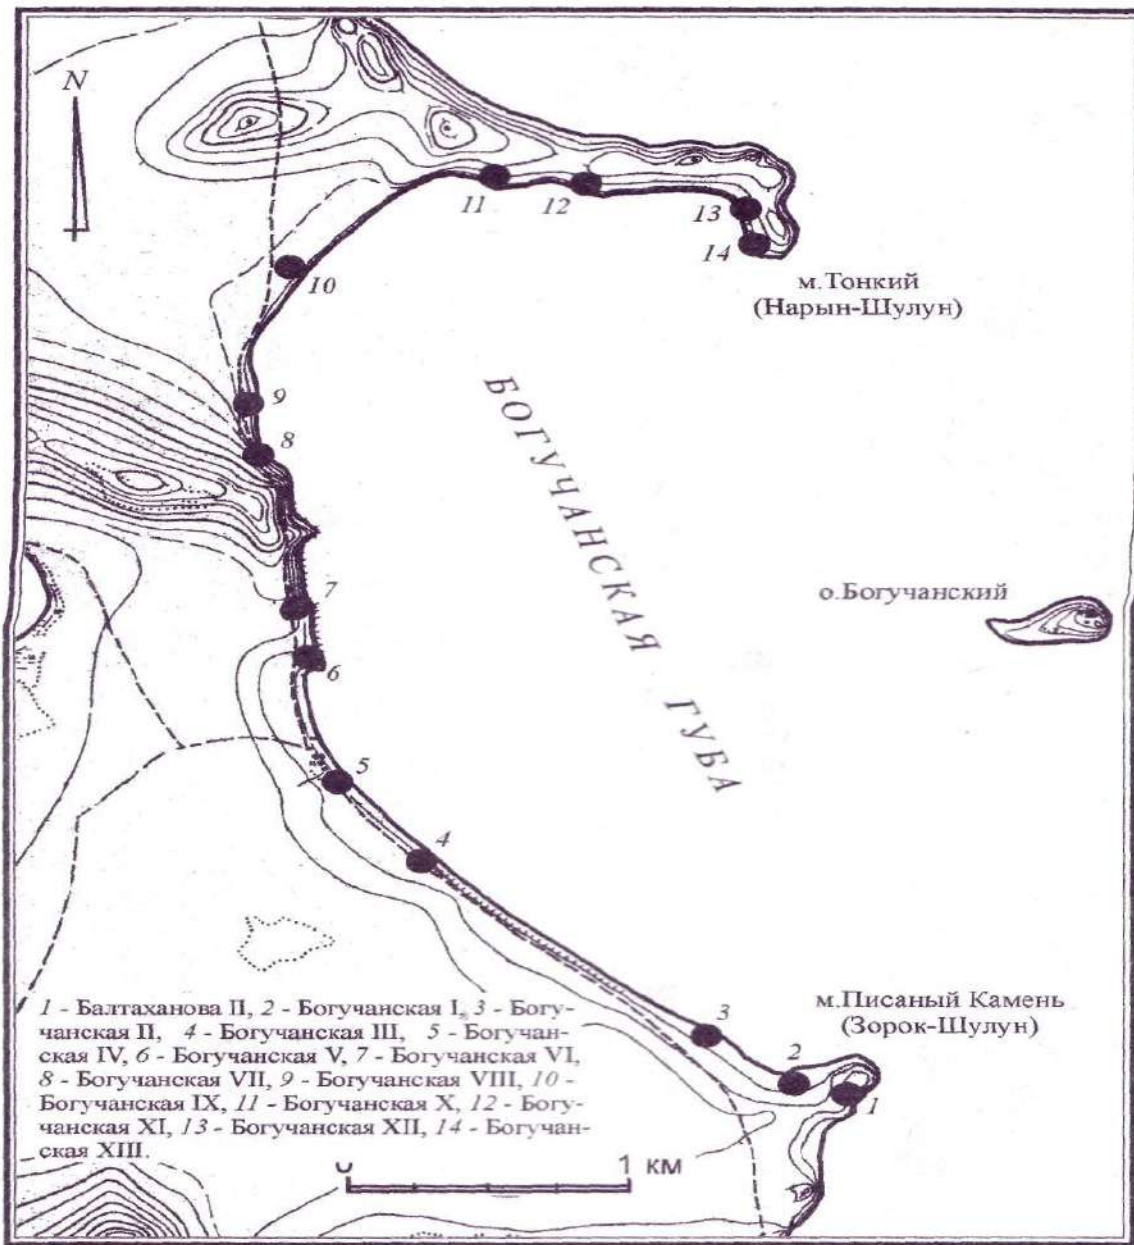 N
11
12
13
14
10
м.Тонкий
(Нарын-Шулун)
9
8
БОГУЧАНСКАЯ ГУБА
7
о.Богучанский
6
5
4
3
м.Писаный Камень
(Зорок-Шулун)
2
1
1 - Балтаханова II, 2 - Богучанская I, 3 - Богу-
чанская II, 4 - Богучанская III, 5 - Богучан-
ская IV, 6 - Богучанская V, 7 - Богучанская VI,
8 - Богучанская VII, 9 - Богучанская VIII, 10 -
Богучанская IX, 11 - Богучанская X, 12 - Богу-
чанская XI, 13 - Богучанская XII, 14 - Богучан-
ская XIII.
0 1 км